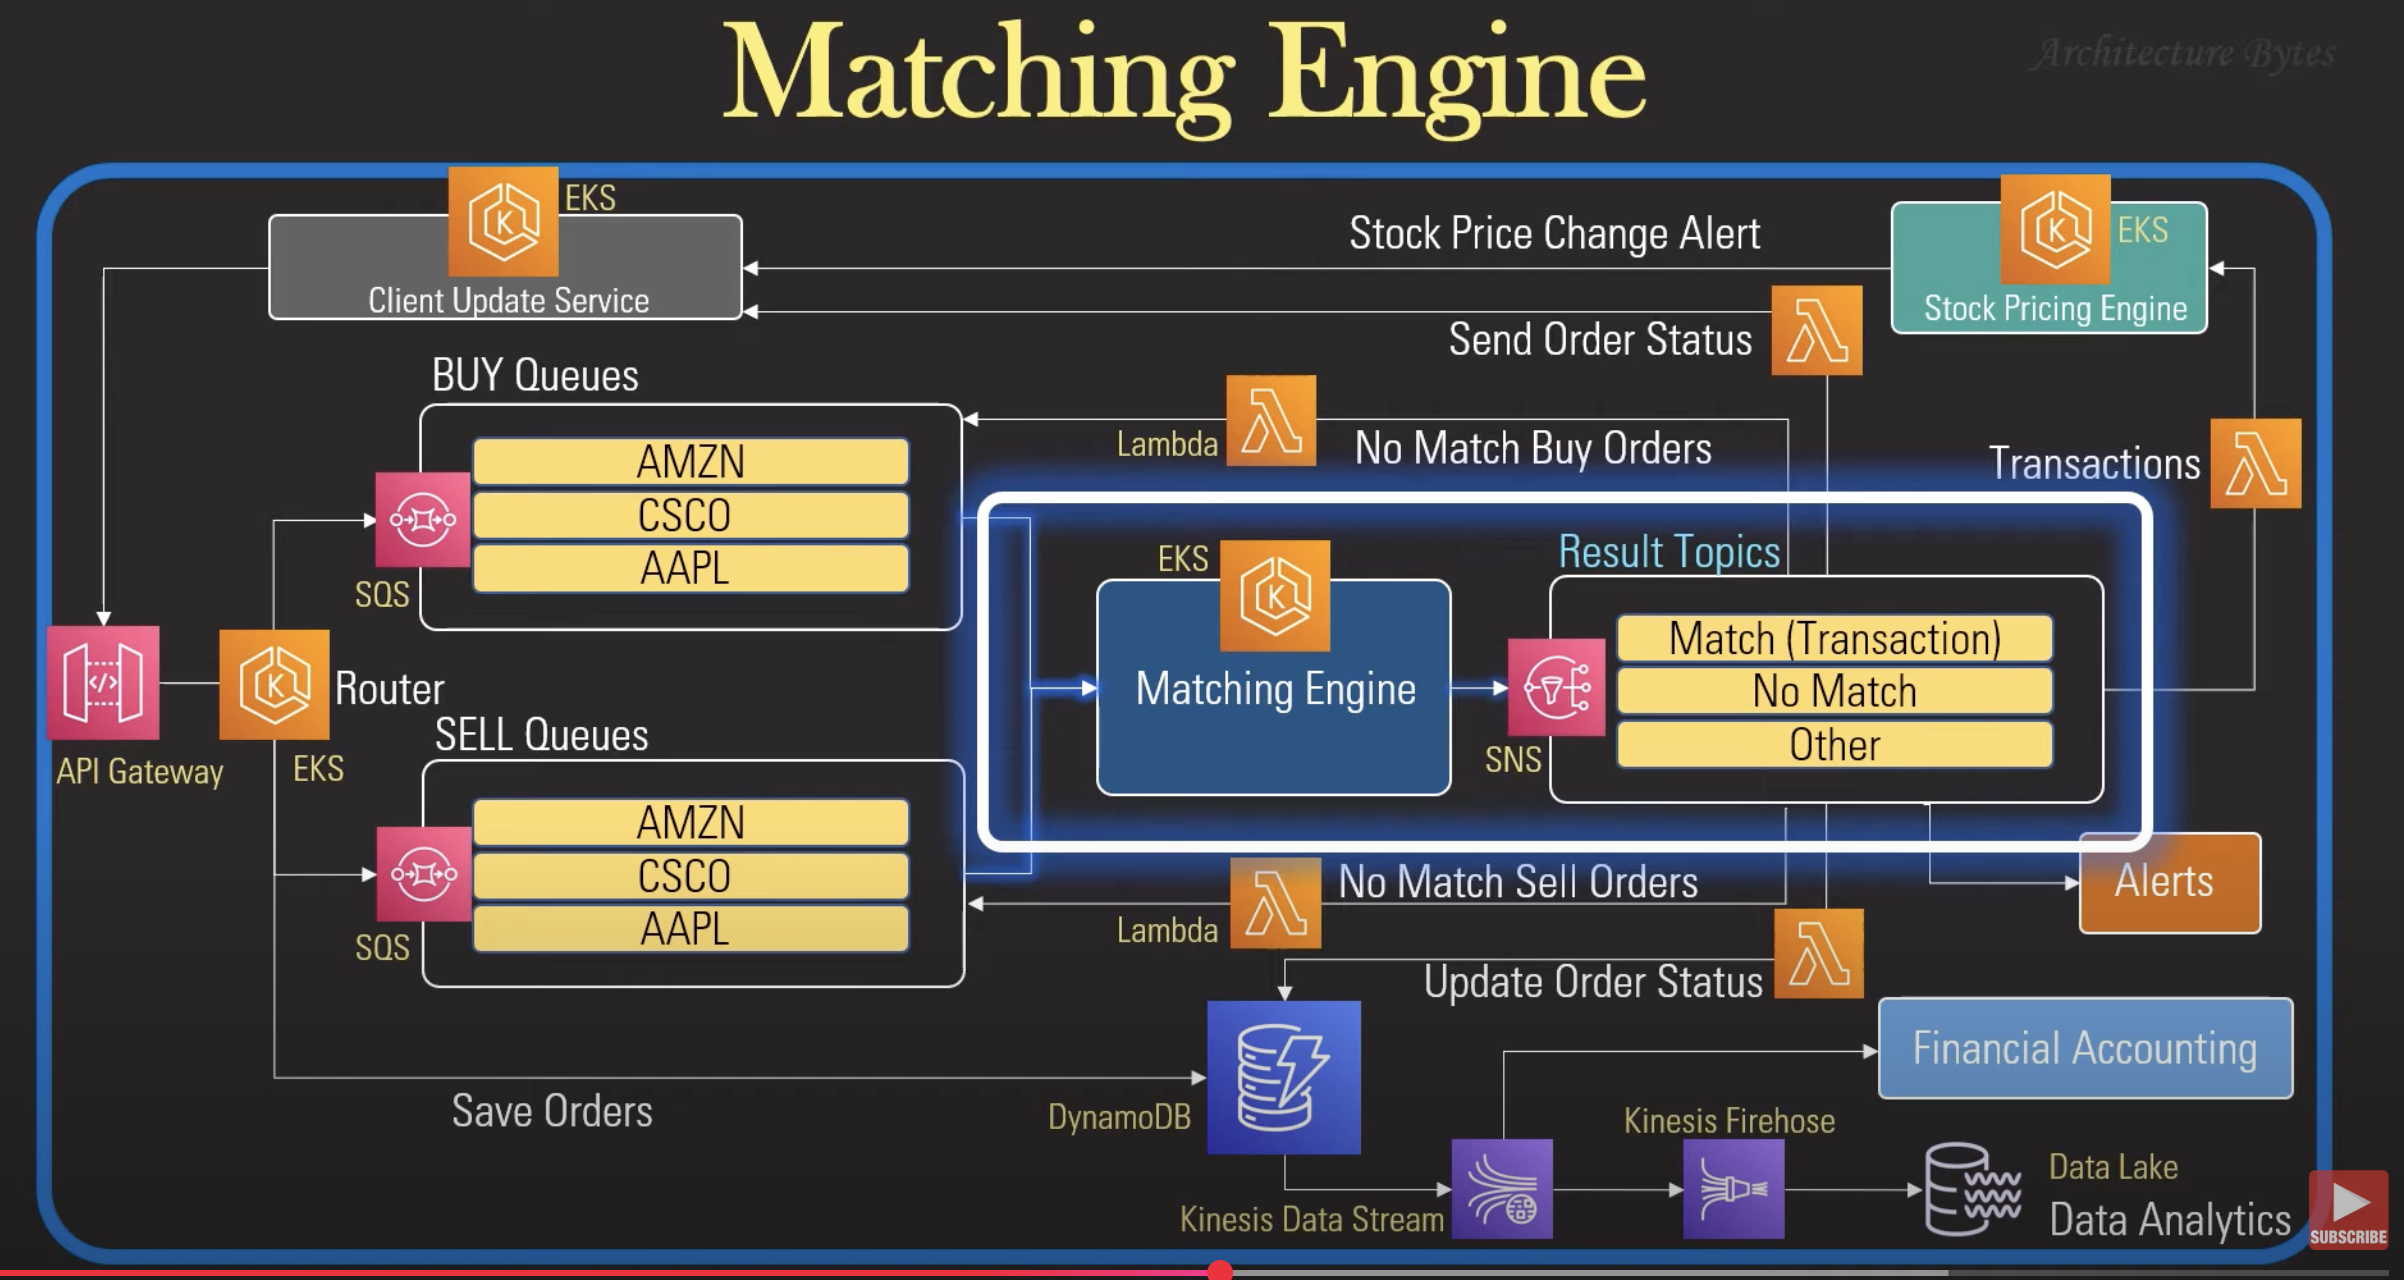 Matching Engine
Architecture Bytes
EKS
Client Update Service
Stock Price Change Alert
EKS
Stock Pricing Engine
Send Order Status
BUY Queues
AMZN
CSCO
AAPL
SQS
Lambda
No Match Buy Orders
Transactions
EKS
Matching Engine
Result Topics
Match (Transaction)
No Match
Other
SNS
API Gateway
Router
EKS
SELL Queues
AMZN
CSCO
AAPL
SQS
Lambda
No Match Sell Orders
Alerts
Update Order Status
Financial Accounting
Save Orders
DynamoDB
Kinesis Data Stream
Kinesis Firehose
Data Lake
Data Analytics
SUBSCRIBE
K
K
K
K
</>